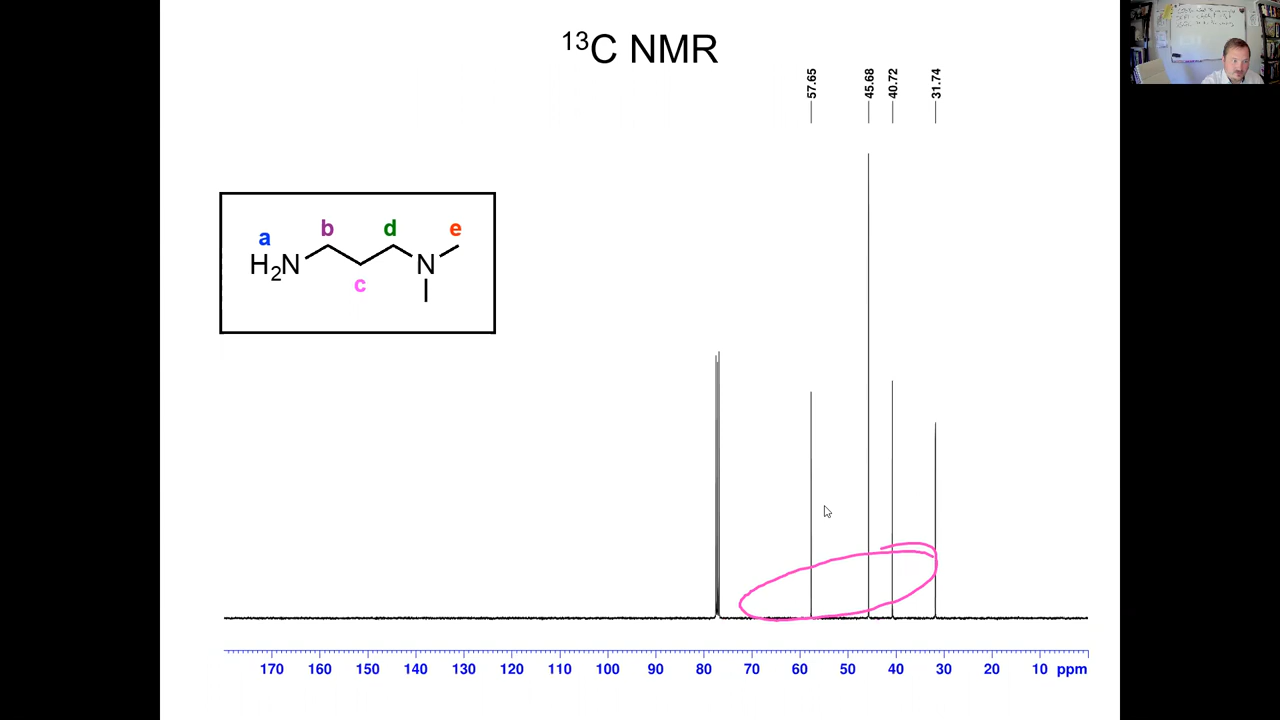 ¹³C NMR
57.65
45.68
40.72
31.74
a b d e
H₂N N
c
170 160 150 140 130 120 110 100 90 80 70 60 50 40 30 20 10 ppm